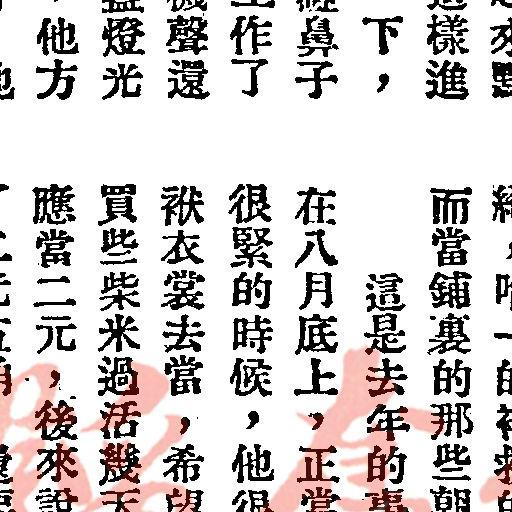 這樣進
下，
鼻子
工作了
機聲還
盞燈光
，他方
而當鋪裏的那些朝
這是去年的事
在八月底上，正當
很緊的時候，他很
袱衣裳去當，希望
買些柴米過活幾天
應當二元，後來說